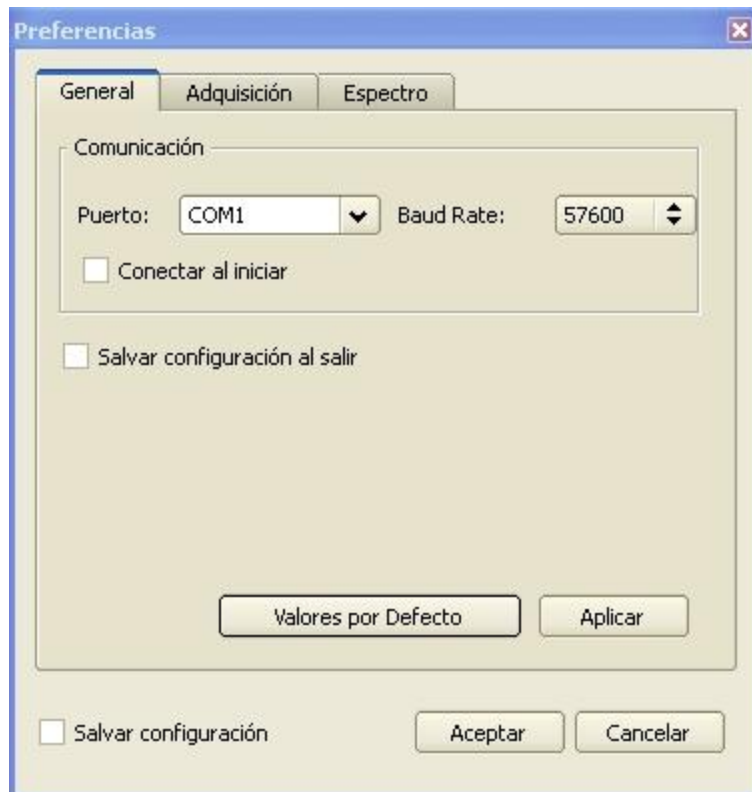 Preferencias
General Adquisición Espectro
Comunicación
Puerto: COM1 Baud Rate: 57600
Conectar al iniciar
Salvar configuración al salir
Valores por Defecto Aplicar
Salvar configuración Aceptar Cancelar